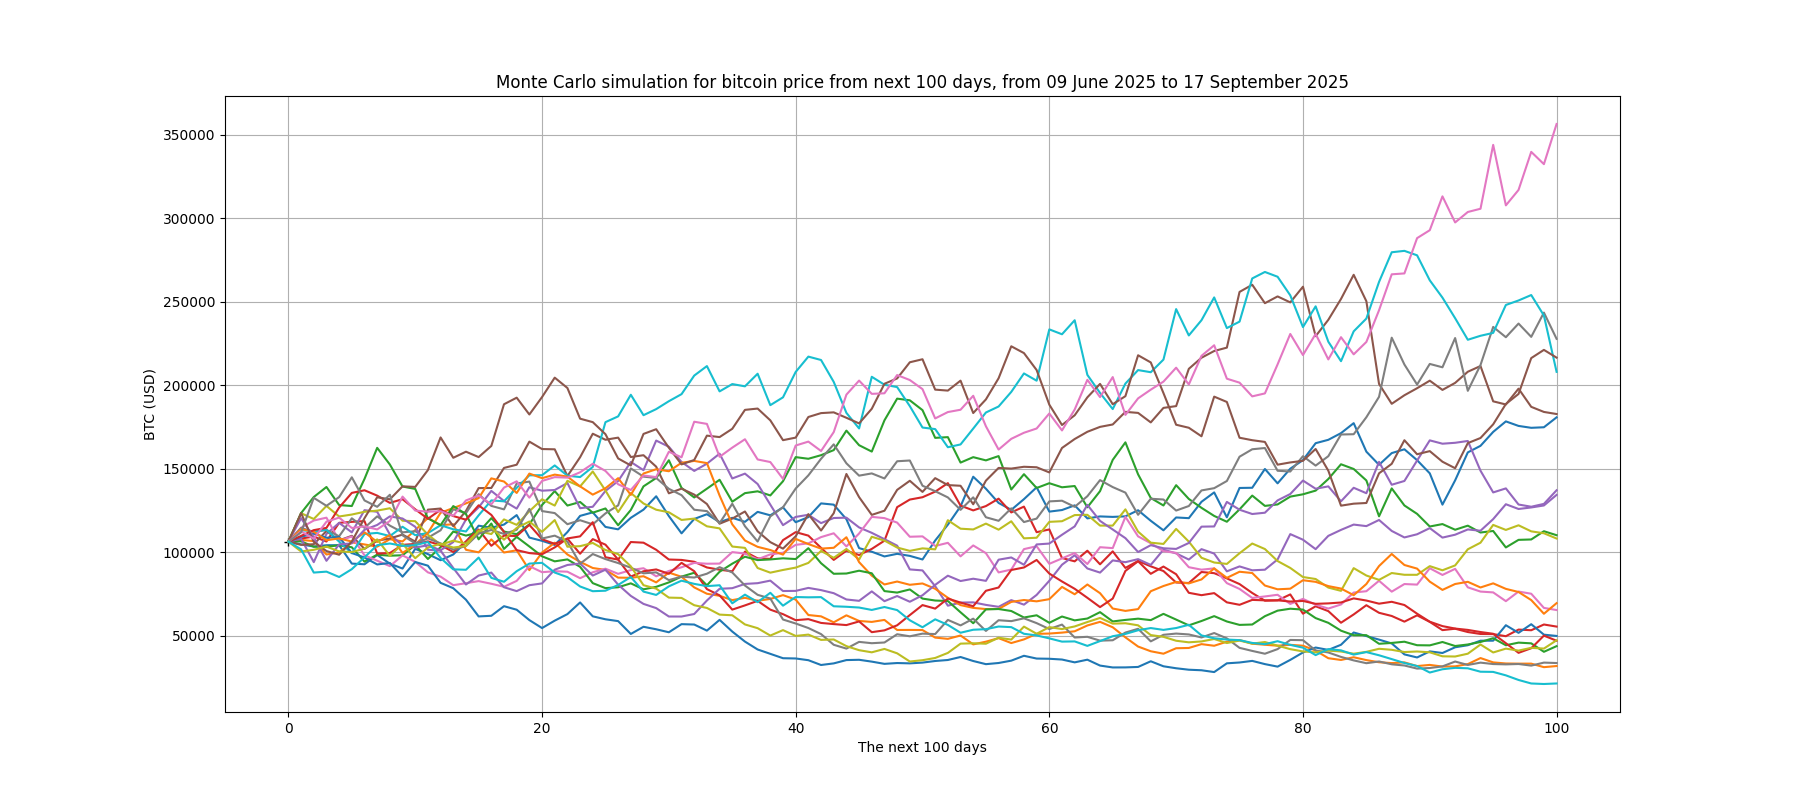 Monte Carlo simulation for bitcoin price from next 100 days, from 09 June 2025 to 17 September 2025
350000
300000
250000
200000
150000
100000
50000
BTC (USD)
0 20 40 60 80 100
The next 100 days